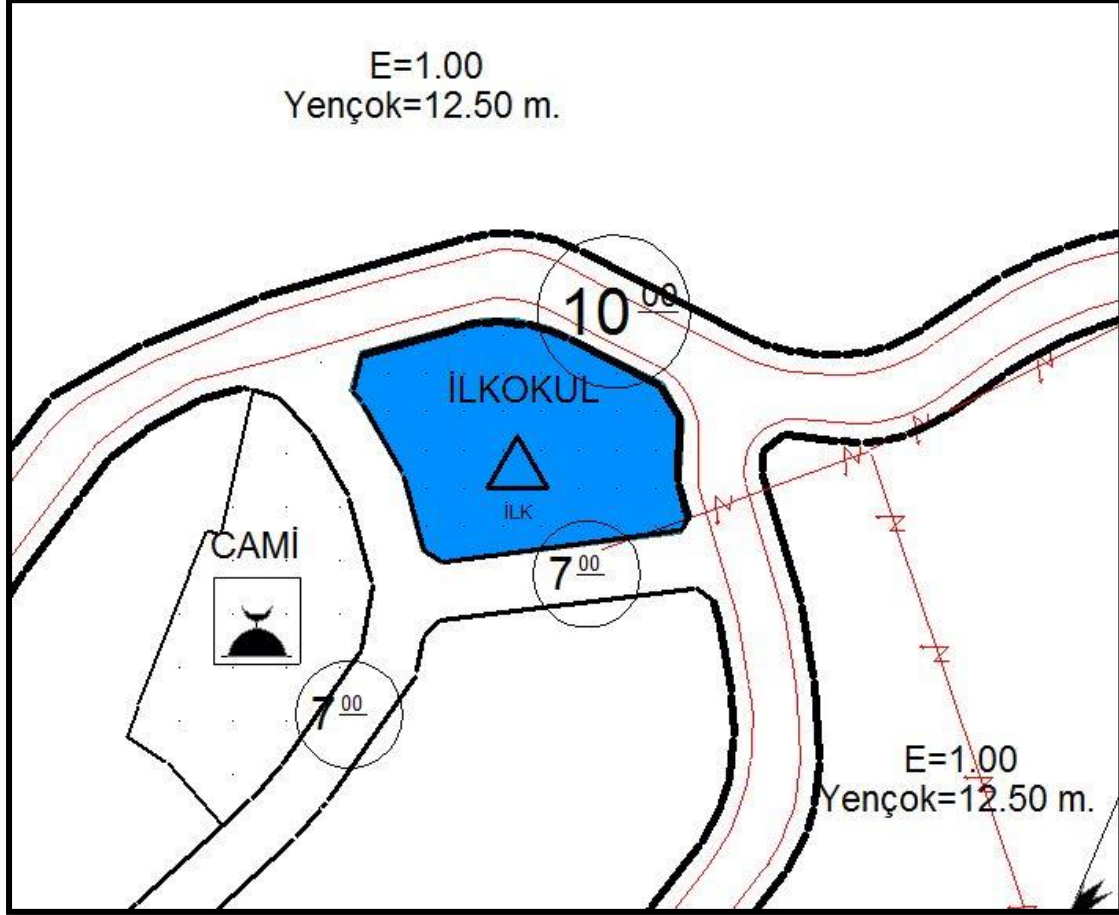 E=1.00
Yençok=12.50 m.
10 00
İLKOKUL
İLK
CAMİ
7 00
7 00
E=1.00
Yençok=12.50 m.